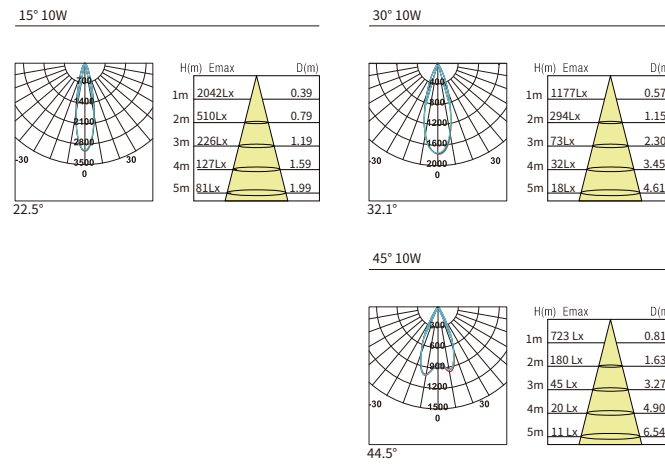 15° 10W
700
1400
2100
2800
3500
-30
30
0
22.5°
H(m) Emax D(m)
1m 2042Lx 0.39
2m 510Lx 0.79
3m 226Lx 1.19
4m 127Lx 1.59
5m 81Lx 1.99
30° 10W
400
800
1200
1600
2000
-30
30
0
32.1°
H(m) Emax D(m
1m 1177Lx 0.57
2m 294Lx 1.15
3m 73Lx 2.30
4m 32Lx 3.45
5m 18Lx 4.61
45° 10W
300
600
900
1200
1500
-30
30
0
44.5°
H(m) Emax D(m
1m 723 Lx 0.81
2m 180 Lx 1.63
3m 45 Lx 3.27
4m 20 Lx 4.90
5m 11 Lx 6.54